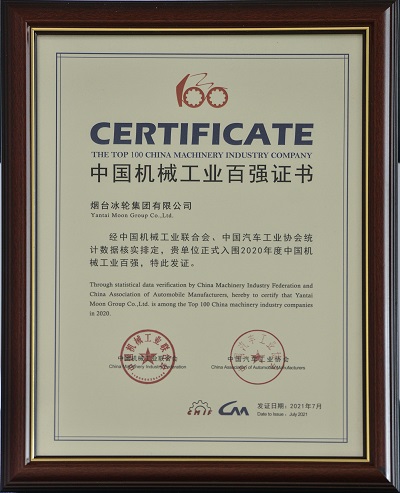 100
CERTIFICATE
THE TOP 100 CHINA MACHINERY INDUSTRY COMPANY
中国机械工业百强证书
烟台冰轮集团有限公司
Yantai Moon Group Co.,Ltd.
经中国机械工业联合会、中国汽车工业协会统
计数据核实排定，贵单位正式入围2020年度中国机
械工业百强，特此发证。
Through statistical data verification by China Machinery Industry Federation and
China Association of Automobile Manufacturers, hereby to certify that Yantai
Moon Group Co.,Ltd. is among the Top 100 China machinery industry companies
in 2020.
中国机械工业联合会
China Machinery Industry Federation
中国汽车工业协会
China Association of Automobile Manufacturers
CMIF
发证日期：2021年7月
Date to Issue : July 2021